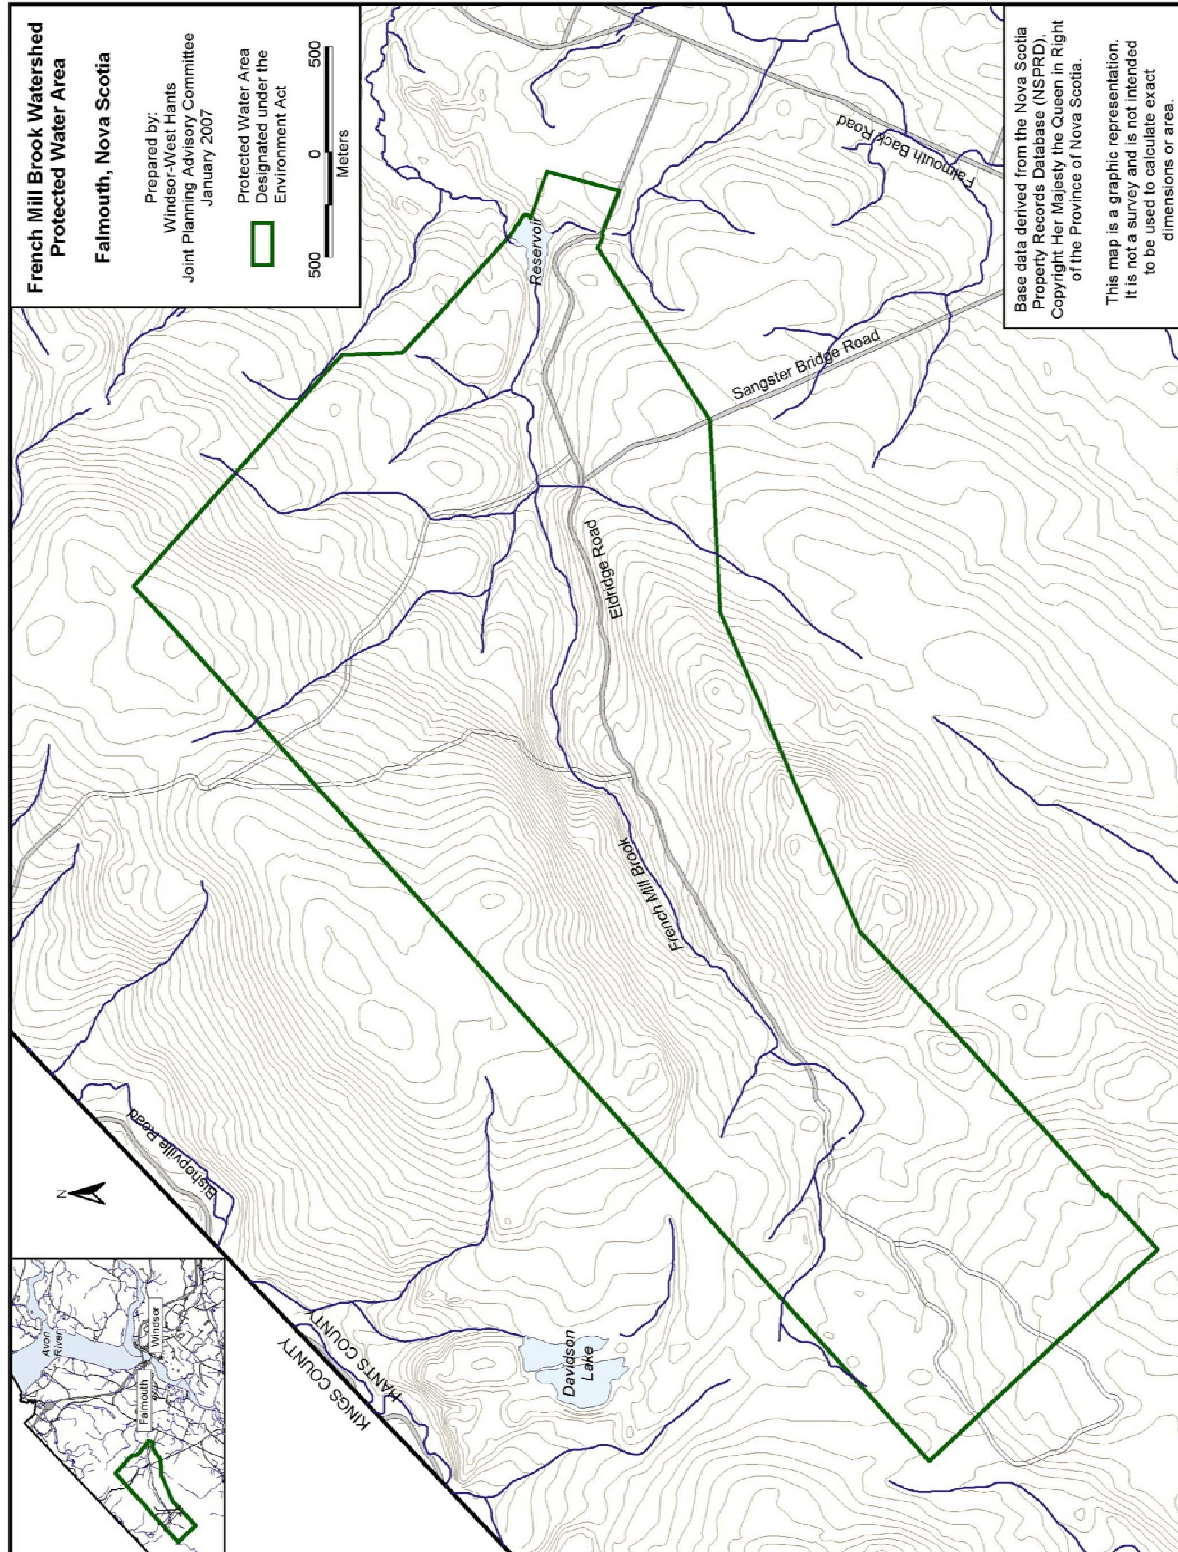 French Mill Brook Watershed
Protected Water Area
Falmouth, Nova Scotia
Prepared by:
Windsor-West Hants
Joint Planning Advisory Committee
January 2007
Protected Water Area
Designated under the
Environment Act
500
0
500
Meters
Reservoir
Falmouth Back Road
Sangster Bridge Road
Eldridge Road
French Mill Brook
Bishopville Road
N
KINGS COUNTY
HANTS COUNTY
Davidson
Lake
Avon
River
Falmouth
Windsor
Base data derived from the Nova Scotia
Property Records Database (NSPRD),
Copyright Her Majesty the Queen in Right
of the Province of Nova Scotia.
This map is a graphic representation.
It is not a survey and is not intended
to be used to calculate exact
dimensions or area.